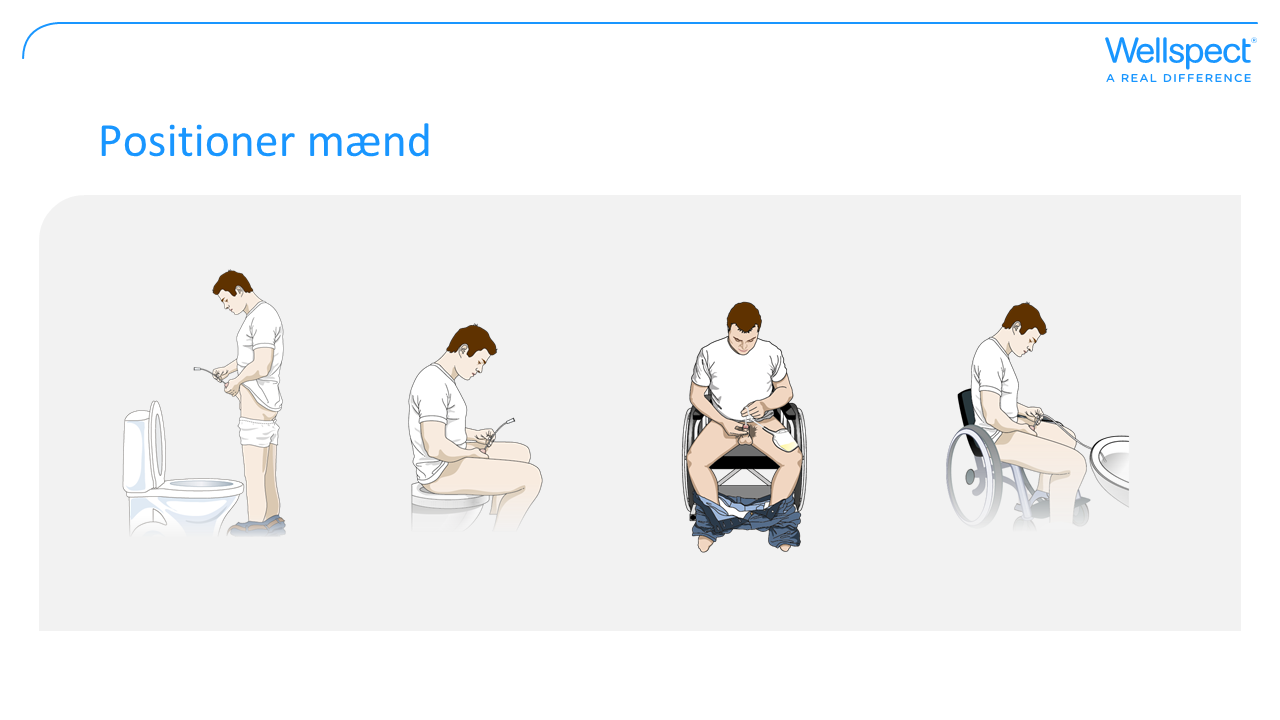 Wellspect®
A REAL DIFFERENCE
Positioner mænd